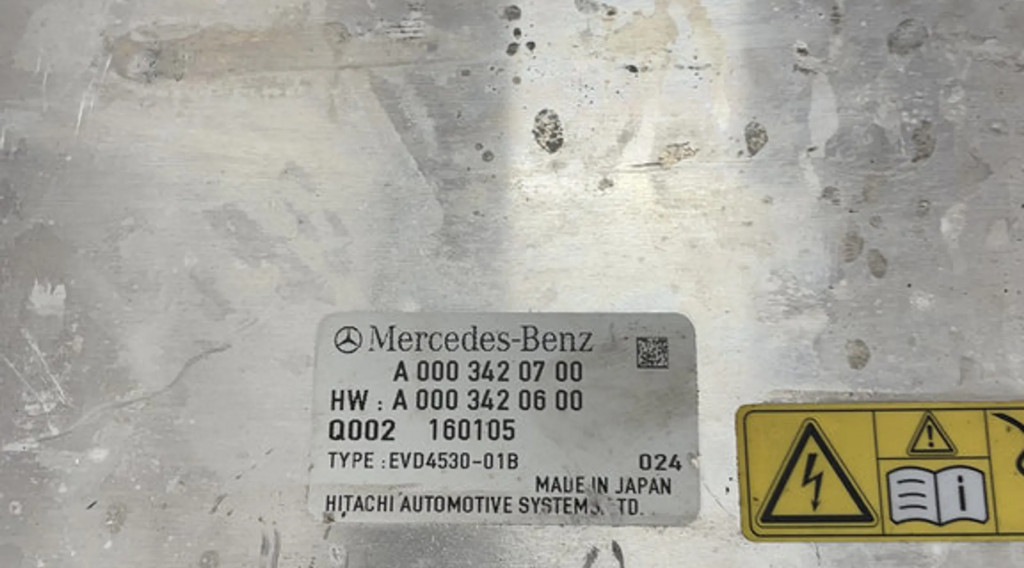 Mercedes-Benz
A 000 342 07 00
HW : A 000 342 06 00
Q002 160105
TYPE : EVD4530-01B 024
MADE IN JAPAN
HITACHI AUTOMOTIVE SYSTEMS, LTD.